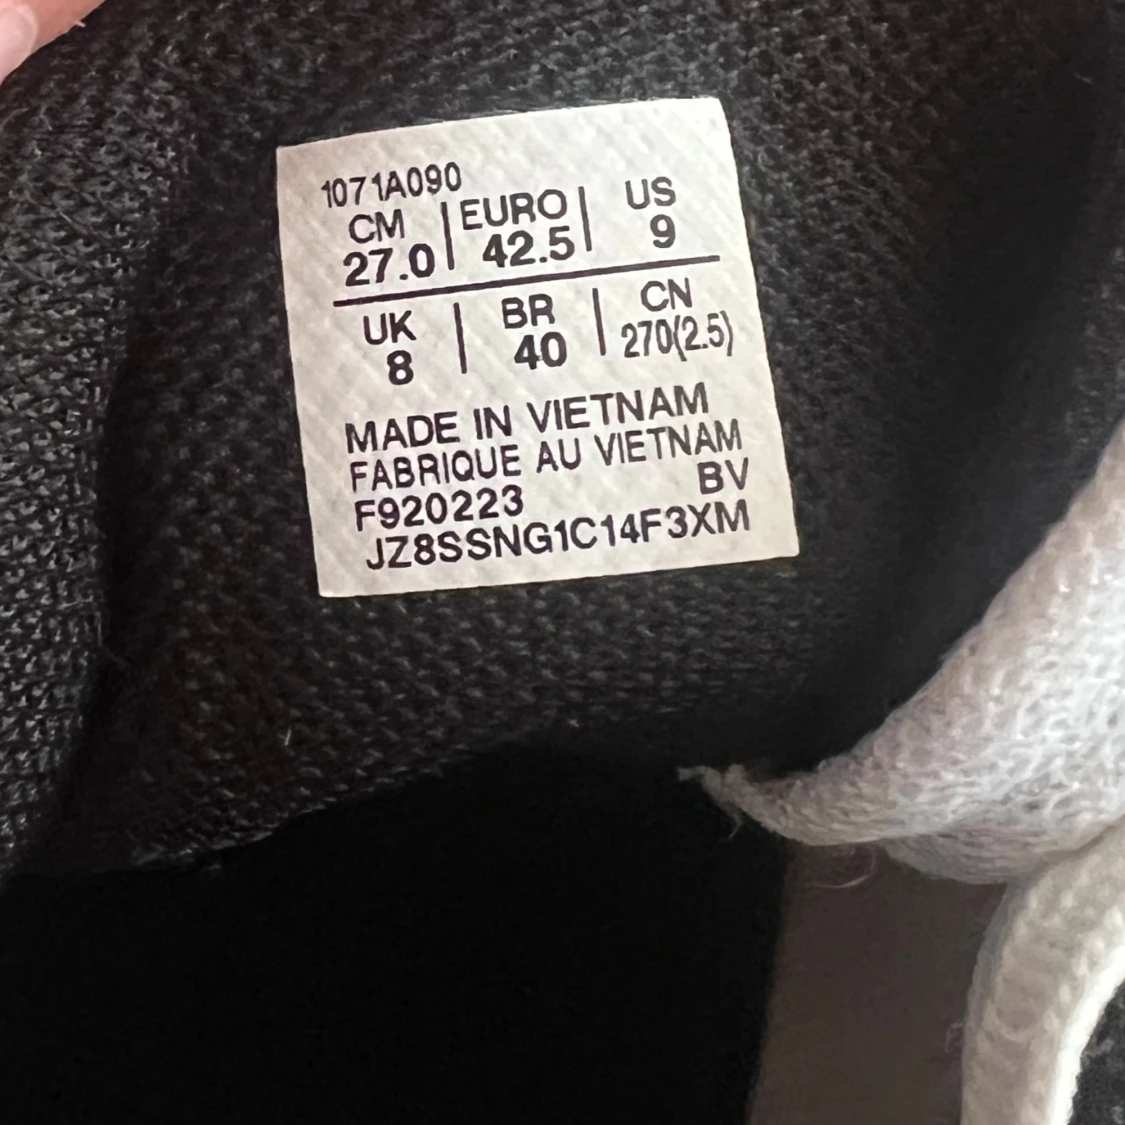 1071A090
CM | EURO | US
27.0 | 42.5 | 9
UK | BR | CN
8 | 40 | 270(2.5)
MADE IN VIETNAM
FABRIQUE AU VIETNAM
F920223 BV
JZ8SSNG1C14F3XM